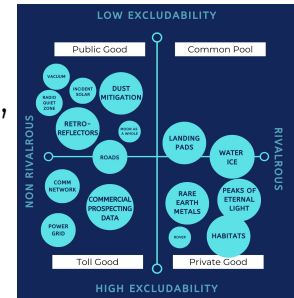 LOW EXCLUDABILITY
Public Good
Common Pool
VACUUM
INCIDENT
SOLAR
DUST
MITIGATION
RADIO
QUIET
ZONE
RETRO-
REFLECTORS
MOON AS
A WHOLE
LANDING
PADS
ROADS
WATER
ICE
,
NON RIVALROUS
RIVALROUS
COMM
NETWORK
COMMERCIAL
PROSPECTING
DATA
RARE
EARTH
METALS
PEAKS OF
ETERNAL
LIGHT
POWER
GRID
HABITATS
Toll Good
Private Good
HIGH EXCLUDABILITY